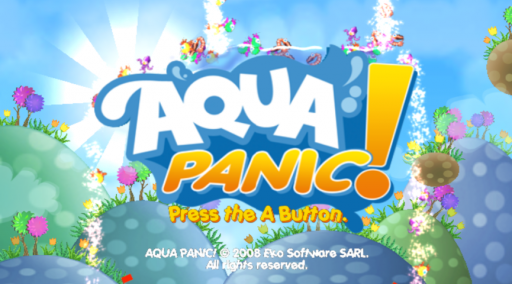 AQUA
PANIC!
Press the A Button.
AQUA PANIC! © 2008 Eko Software SARL.
All rights reserved.